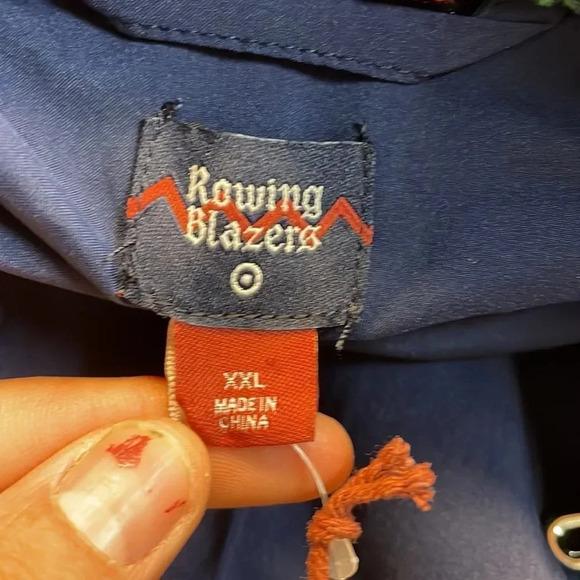 Rowing
Blazers
XXL
MADE IN
CHINA